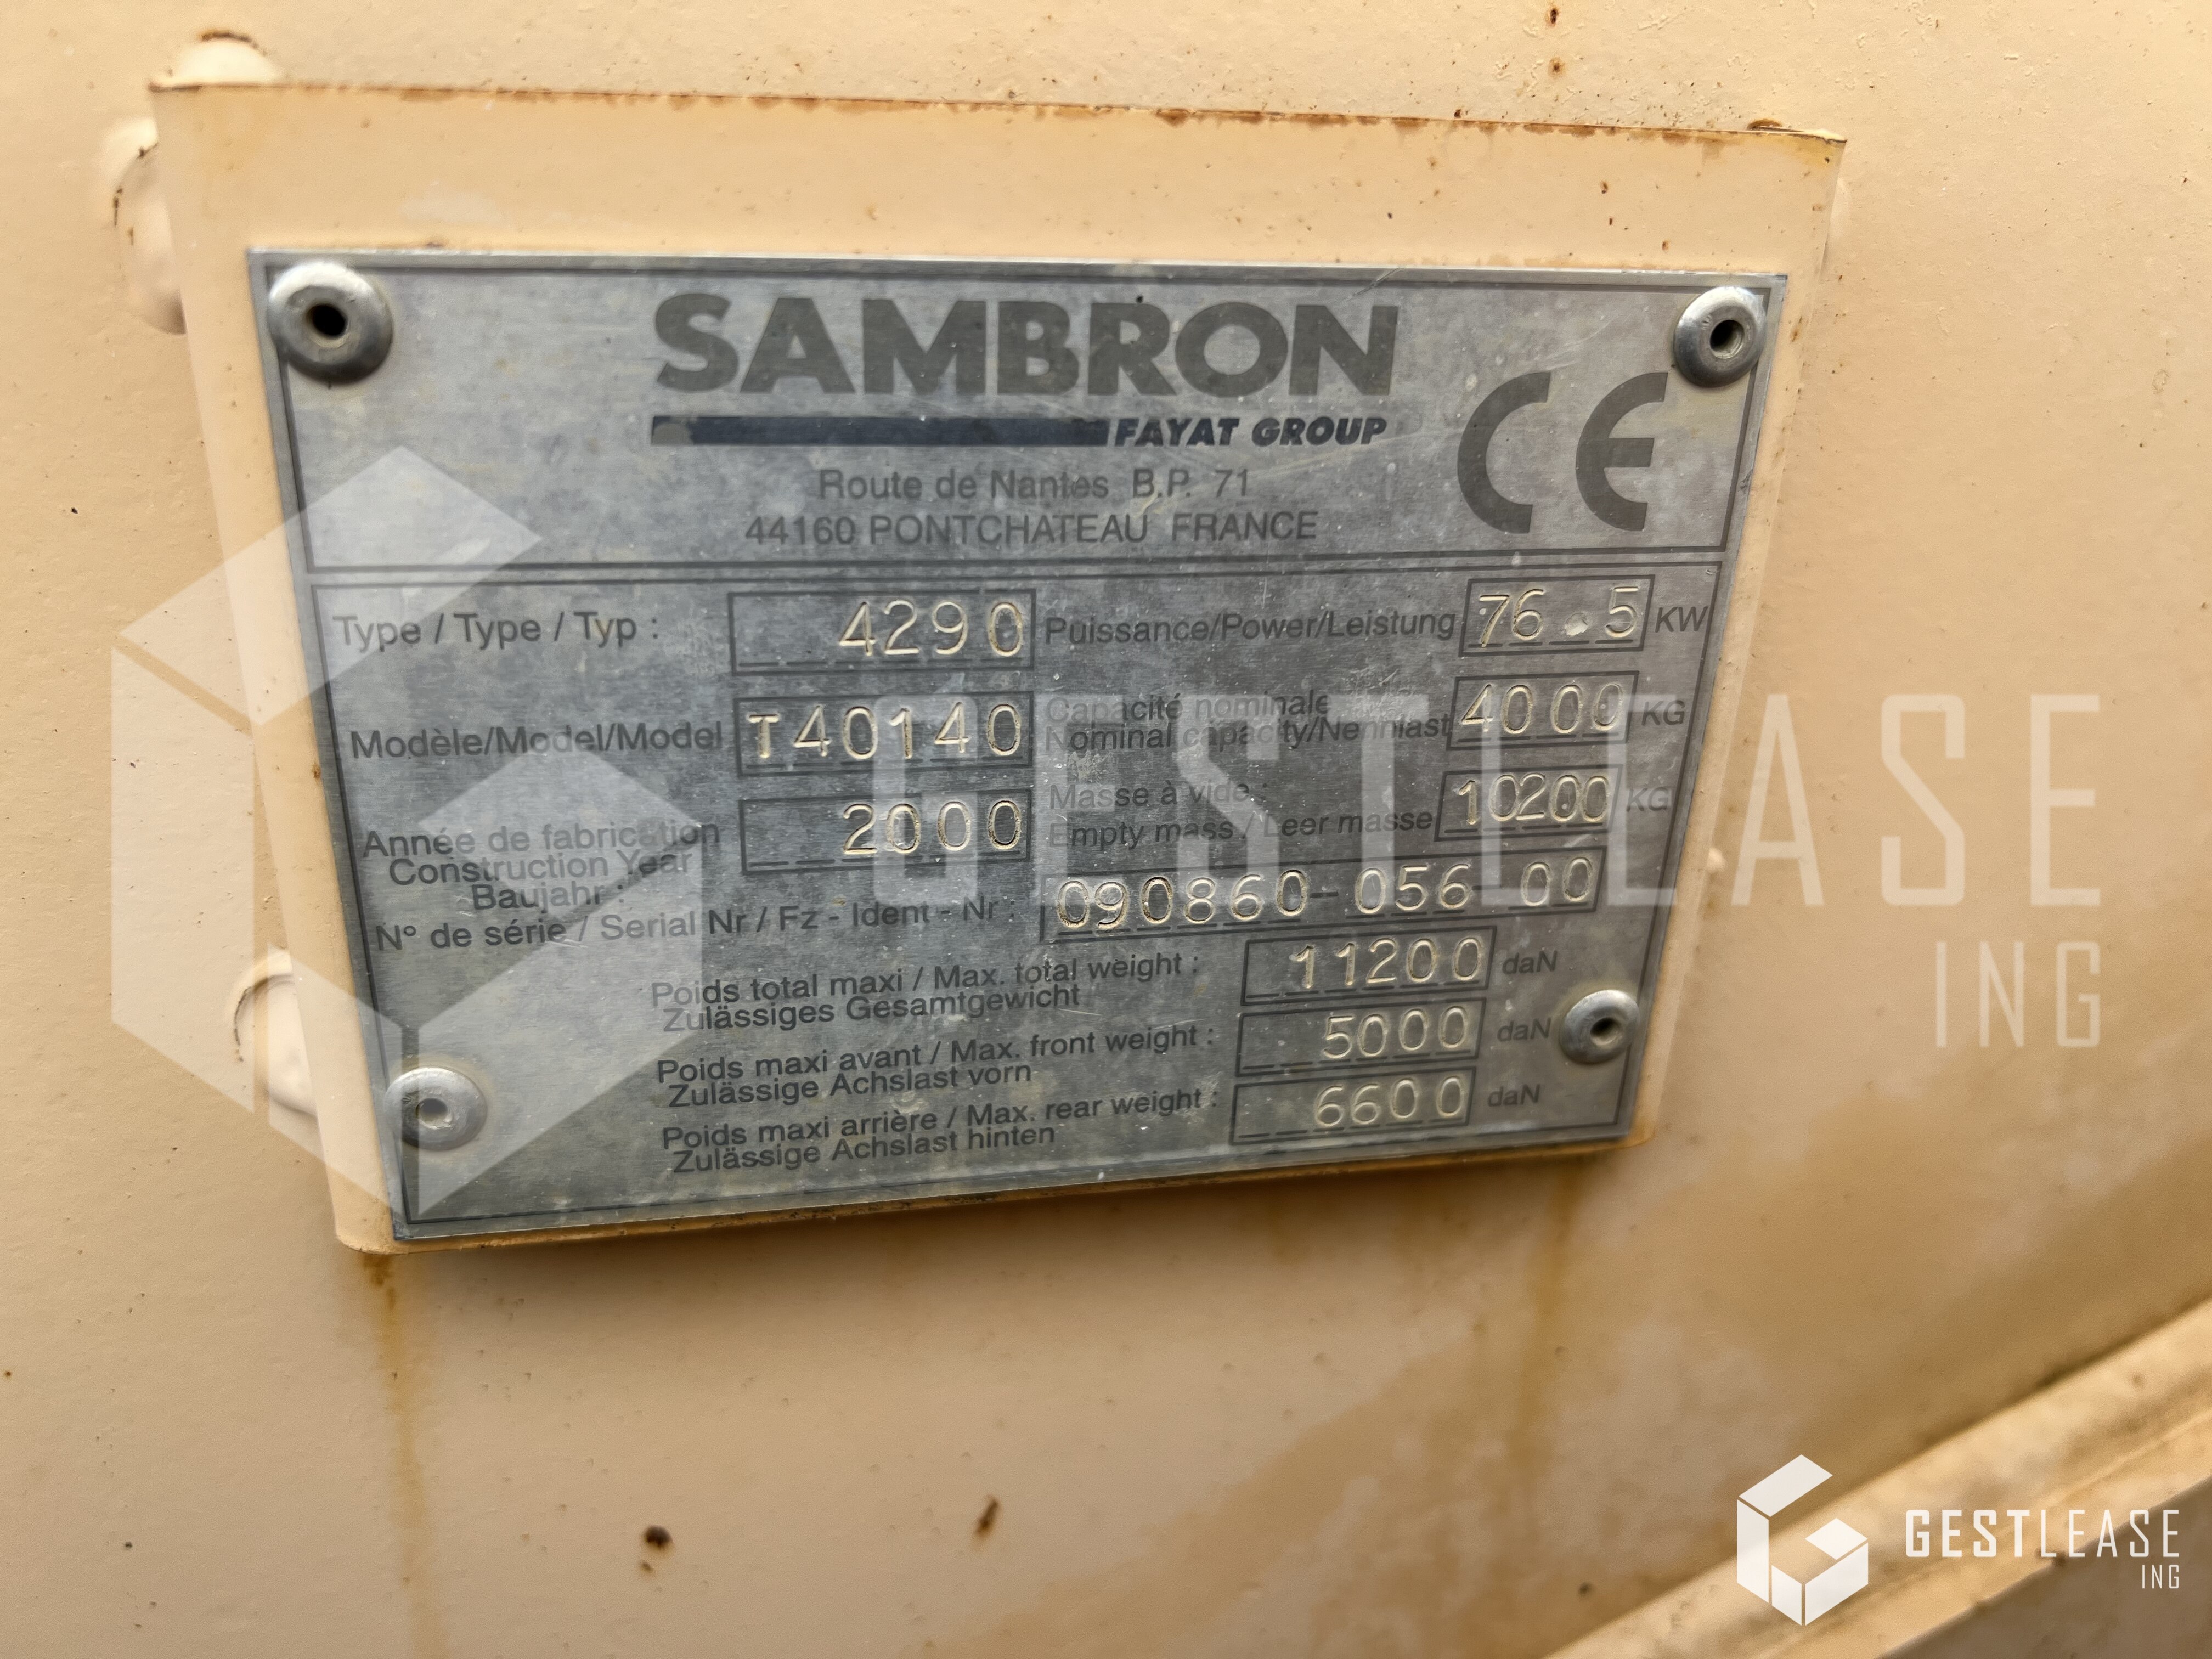 SAMBRON
FAYAT GROUP
CE
Route de Nantes B.P. 71
44160 PONTCHATEAU FRANCE
Type / Type / Typ : 4290
Puissance/Power/Leistung 76.5 KW
Modèle/Model/Model T40140
Capacité nominale
Nominal capacity/Nennlast 4000 KG
Année de fabrication
Construction Year
Baujahr : 2000
Masse à vide :
Empty mass / Leer masse 10200 KG
N° de série / Serial Nr / Fz - Ident - Nr : 090860-056-00
Poids total maxi / Max. total weight : 11200 daN
Zulässiges Gesamtgewicht
Poids maxi avant / Max. front weight : 5000 daN
Zulässige Achslast vorn
Poids maxi arrière / Max. rear weight : 6600 daN
Zulässige Achslast hinten
GESTLEASE
ING
GESTLEASE
ING